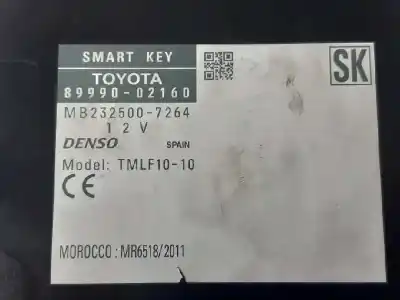 SMART KEY
TOYOTA
89990-02160
SK
MB232500-7264
12V
DENSO SPAIN
Model: TMLF10-10
CE
MOROCCO : MR6518/2011